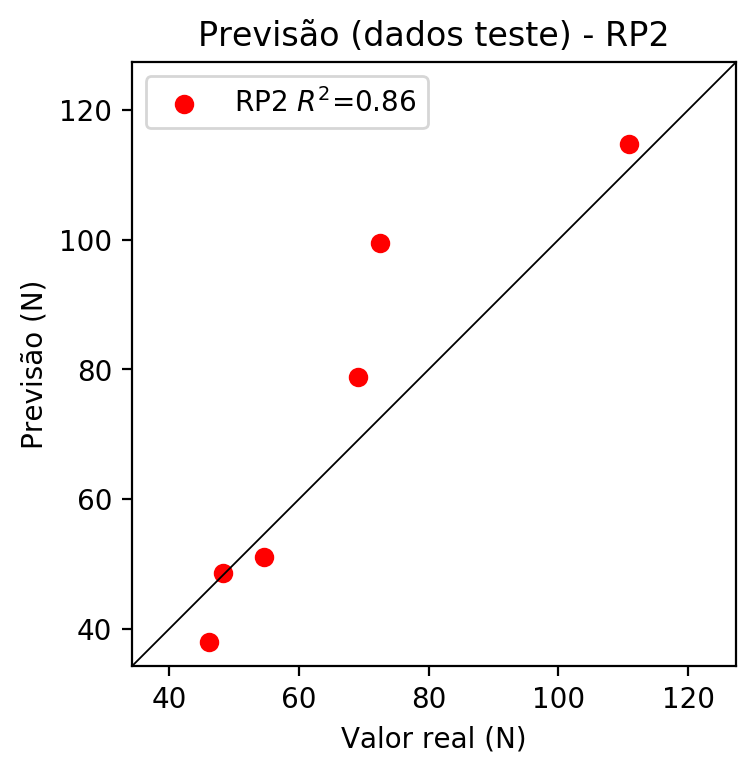 Previsão (dados teste) - RP2
RP2 R²=0.86
120
100
80
60
40
Previsão (N)
40 60 80 100 120
Valor real (N)